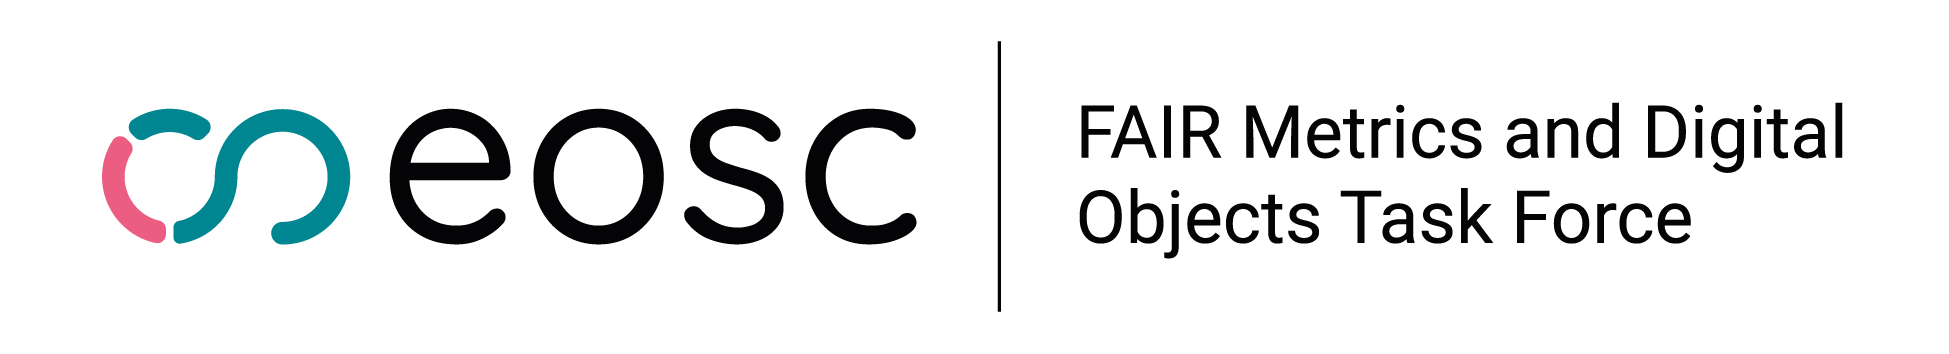 eosc
FAIR Metrics and Digital
Objects Task Force